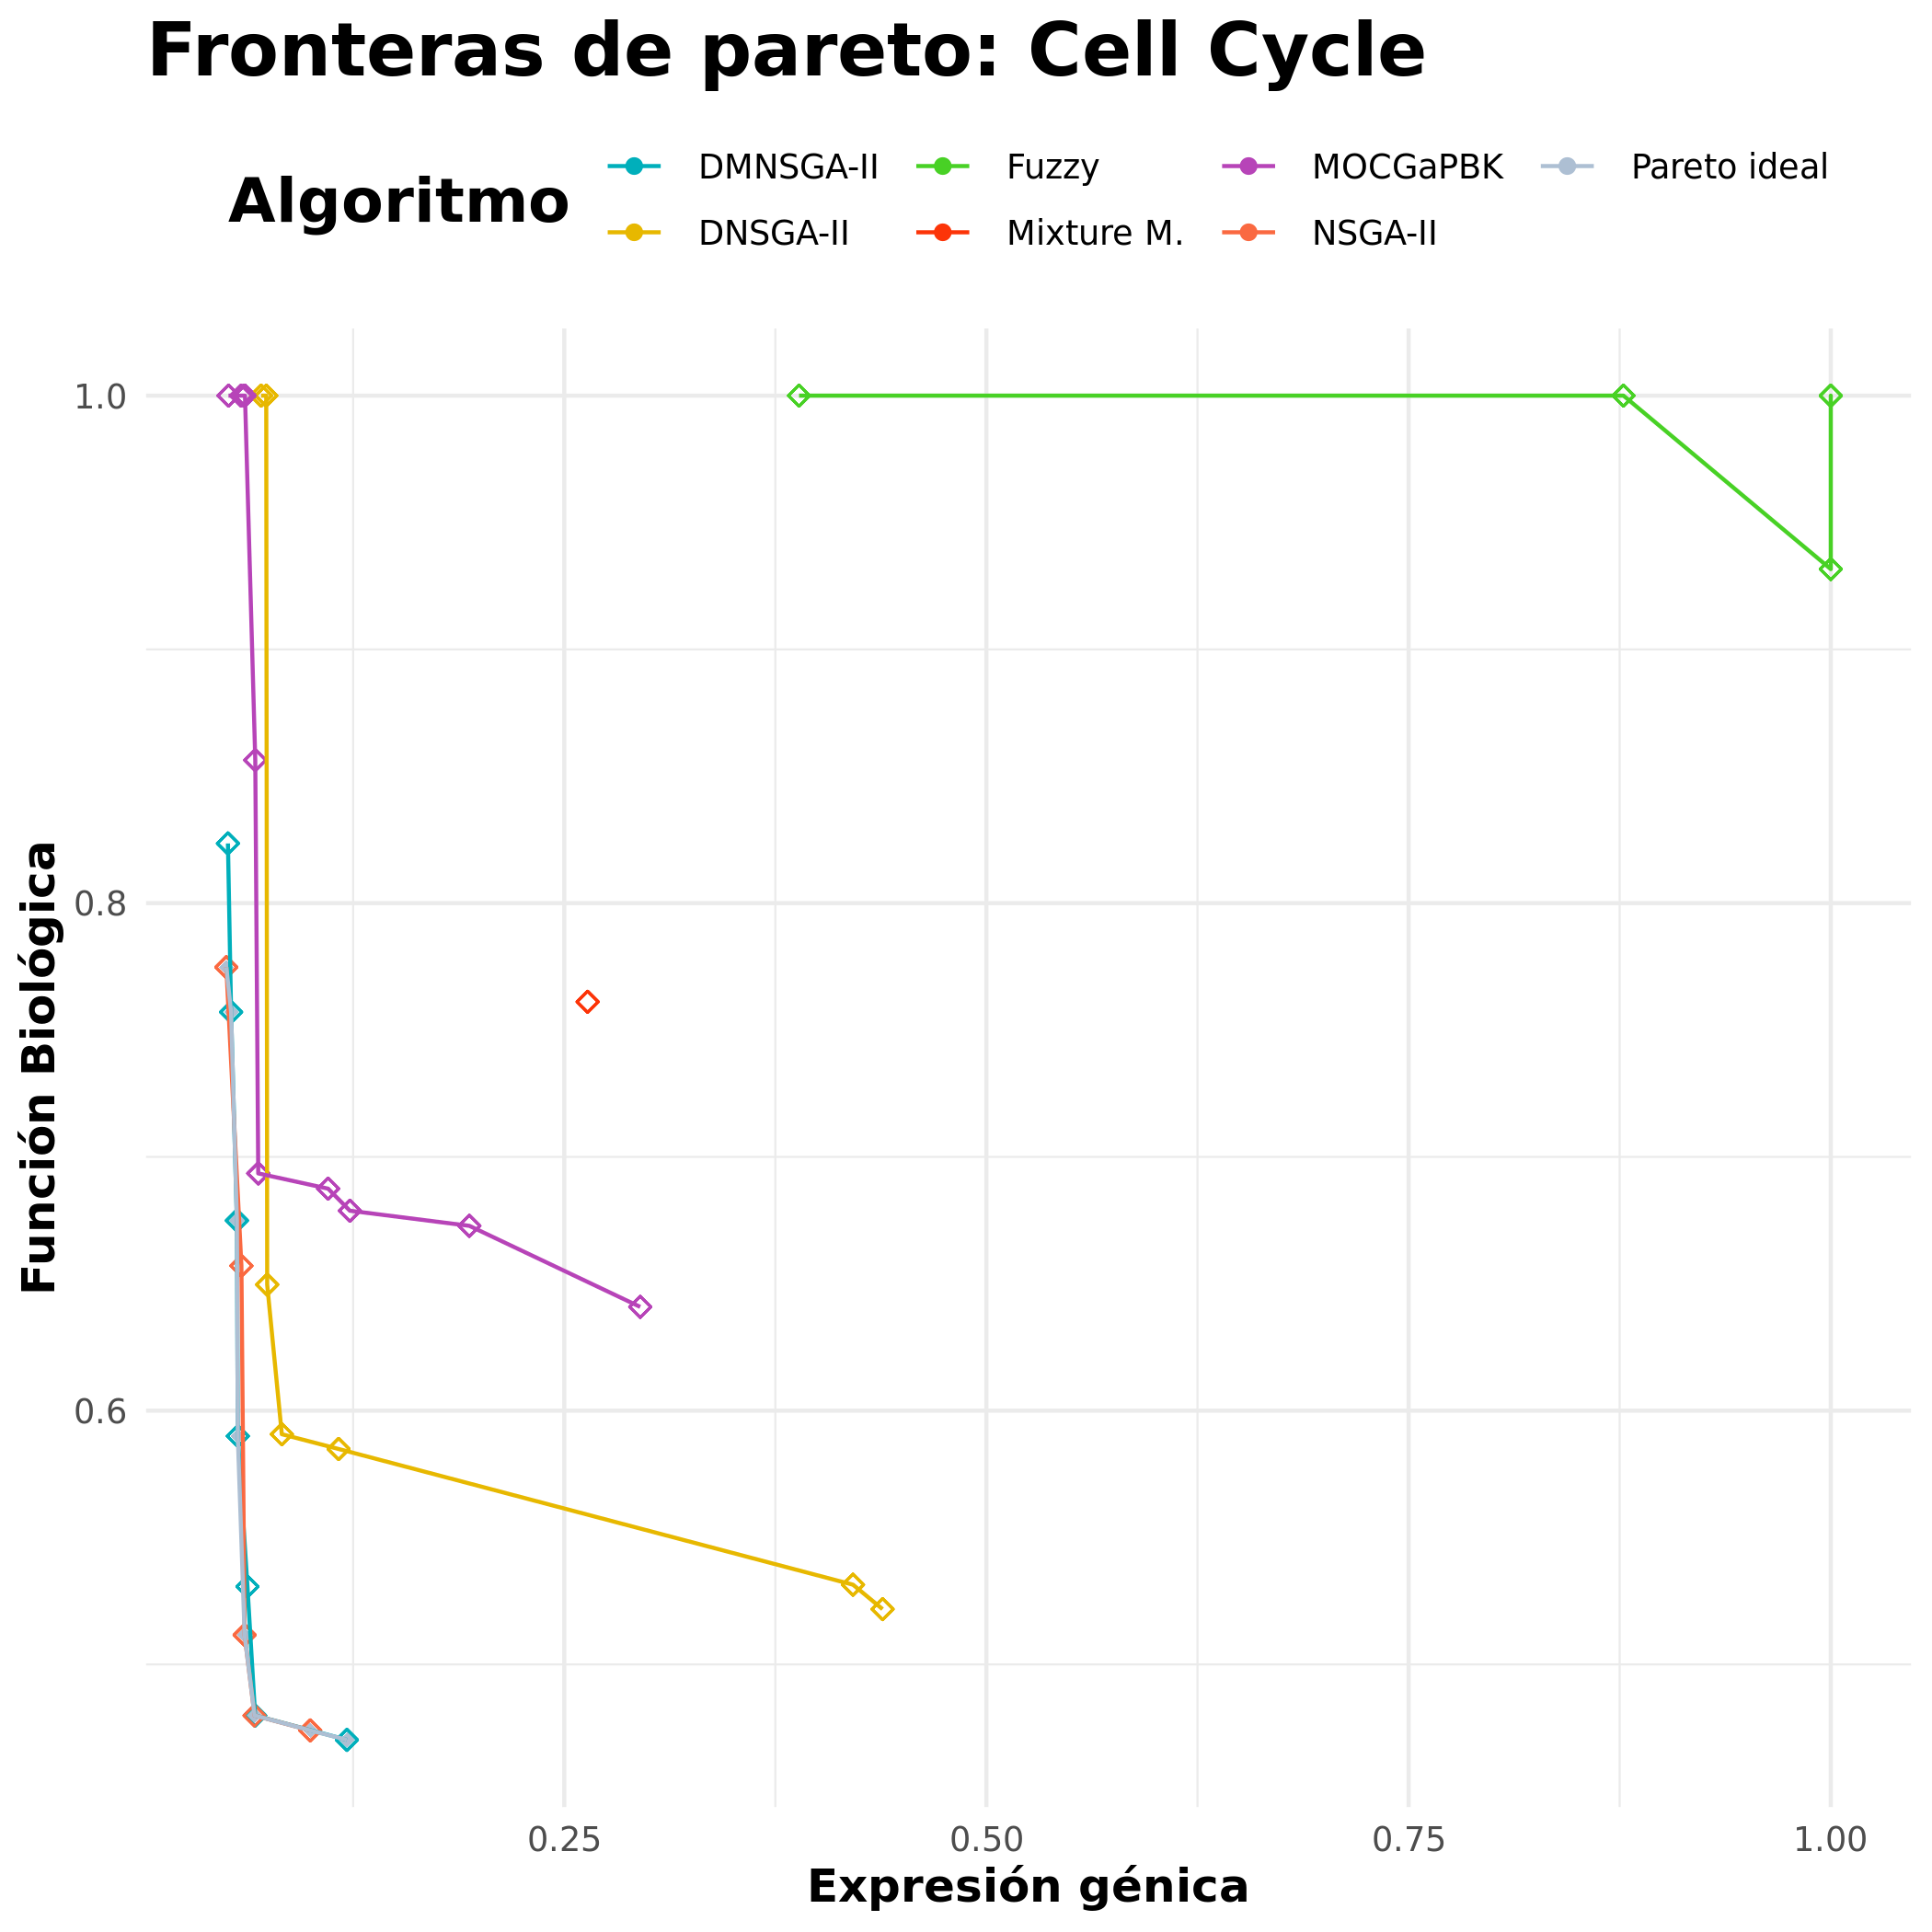 Fronteras de pareto: Cell Cycle
Algoritmo
DMNSGA-II
Fuzzy
MOCGaPBK
Pareto ideal
DNSGA-II
Mixture M.
NSGA-II
1.0
0.8
0.6
Función Biológica
0.25
0.50
0.75
1.00
Expresión génica